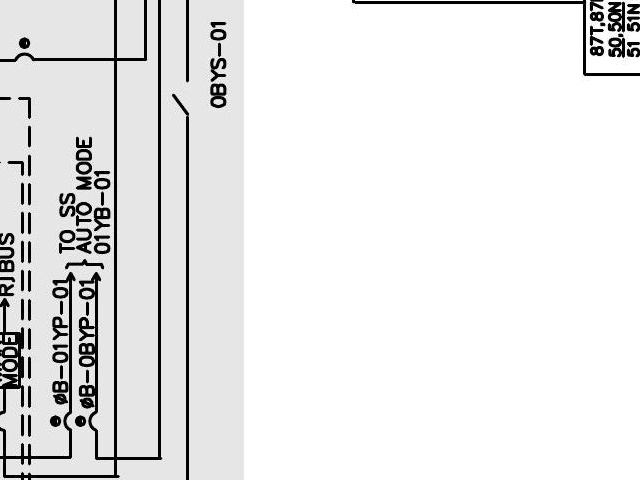 0BYS-01
TO SS
AUTO MODE
01YB-01
øB-01YP-01
øB-0BYP-01
BUS
MODE
87T,87
50,50N
51 51N